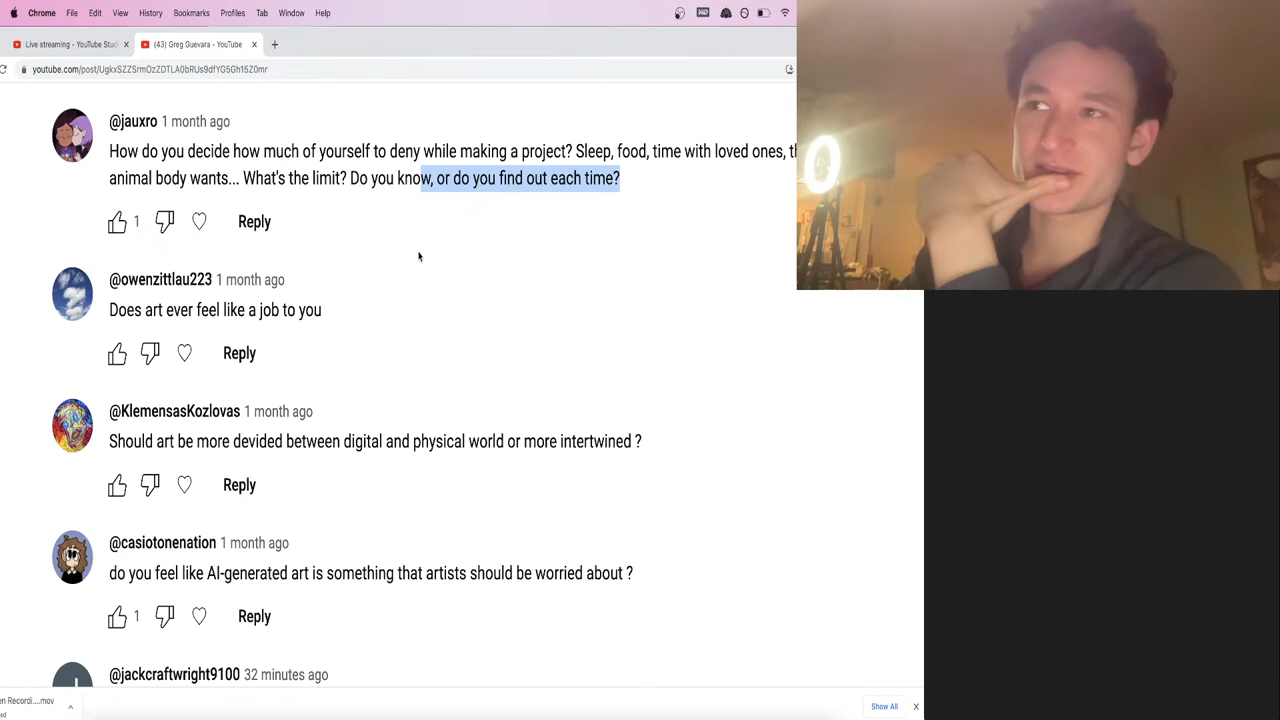 Chrome File Edit View History Bookmarks Profiles Tab Window Help
HD
Live streaming - YouTube Stud × (43) Greg Guevara - YouTube × +
youtube.com/post/UgkxSZZSrmOzZDTLA0bRUs9dfYG5Gh15Z0mr
@jauxro 1 month ago
How do you decide how much of yourself to deny while making a project? Sleep, food, time with loved ones, th
animal body wants... What's the limit? Do you know, or do you find out each time?
1 Reply
@owenzittlau223 1 month ago
Does art ever feel like a job to you
Reply
@KlemensasKozlovas 1 month ago
Should art be more devided between digital and physical world or more intertwined ?
Reply
@casiotonenation 1 month ago
do you feel like AI-generated art is something that artists should be worried about ?
1 Reply
@jackcraftwright9100 32 minutes ago
en Recordi....mov
Show All ×